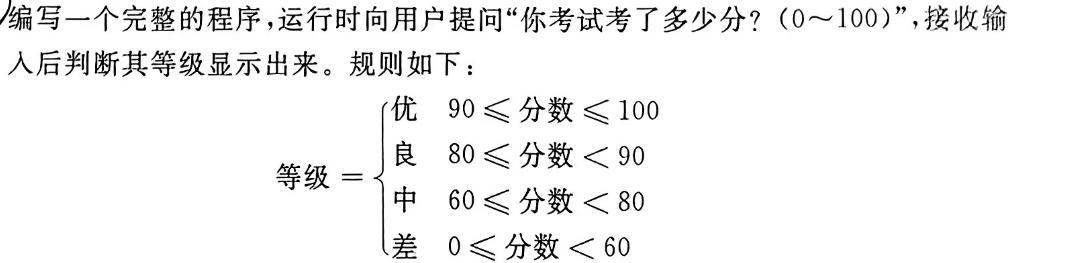 编写一个完整的程序,运行时向用户提问“你考试考了多少分?(0～100)”,接收输
入后判断其等级显示出来。规则如下:
等级 =
优 90 ≤ 分数 ≤ 100
良 80 ≤ 分数 < 90
中 60 ≤ 分数 < 80
差 0 ≤ 分数 < 60